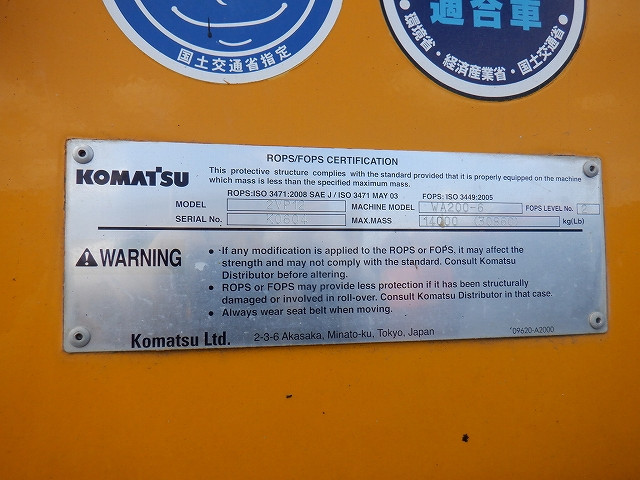 国土交通省指定
適合車
・環境省・経済産業省・国土交通省・
ROPS/FOPS CERTIFICATION
KOMATSU
This protective structure complies with the standard provided that it is properly equipped on the machine
which mass is less than the specified maximum mass.
ROPS:ISO 3471:2008 SAE J / ISO 3471 MAY 03 FOPS: ISO 3449:2005
MODEL MACHINE MODEL WA200-6 FOPS LEVEL No. 2
SERIAL No. MAX.MASS 14000 kg(Lb)
WARNING
• If any modification is applied to the ROPS or FOPS. it may affect the
strength and may not comply with the standard. Consult Komatsu
Distributor before altering.
• ROPS or FOPS may provide less protection if it has been structurally
damaged or involved in roll-over. Consult Komatsu Distributor in that case.
• Always wear seat belt when moving.
Komatsu Ltd. 2-3-6 Akasaka, Minato-ku, Tokyo, Japan
09620-A2000